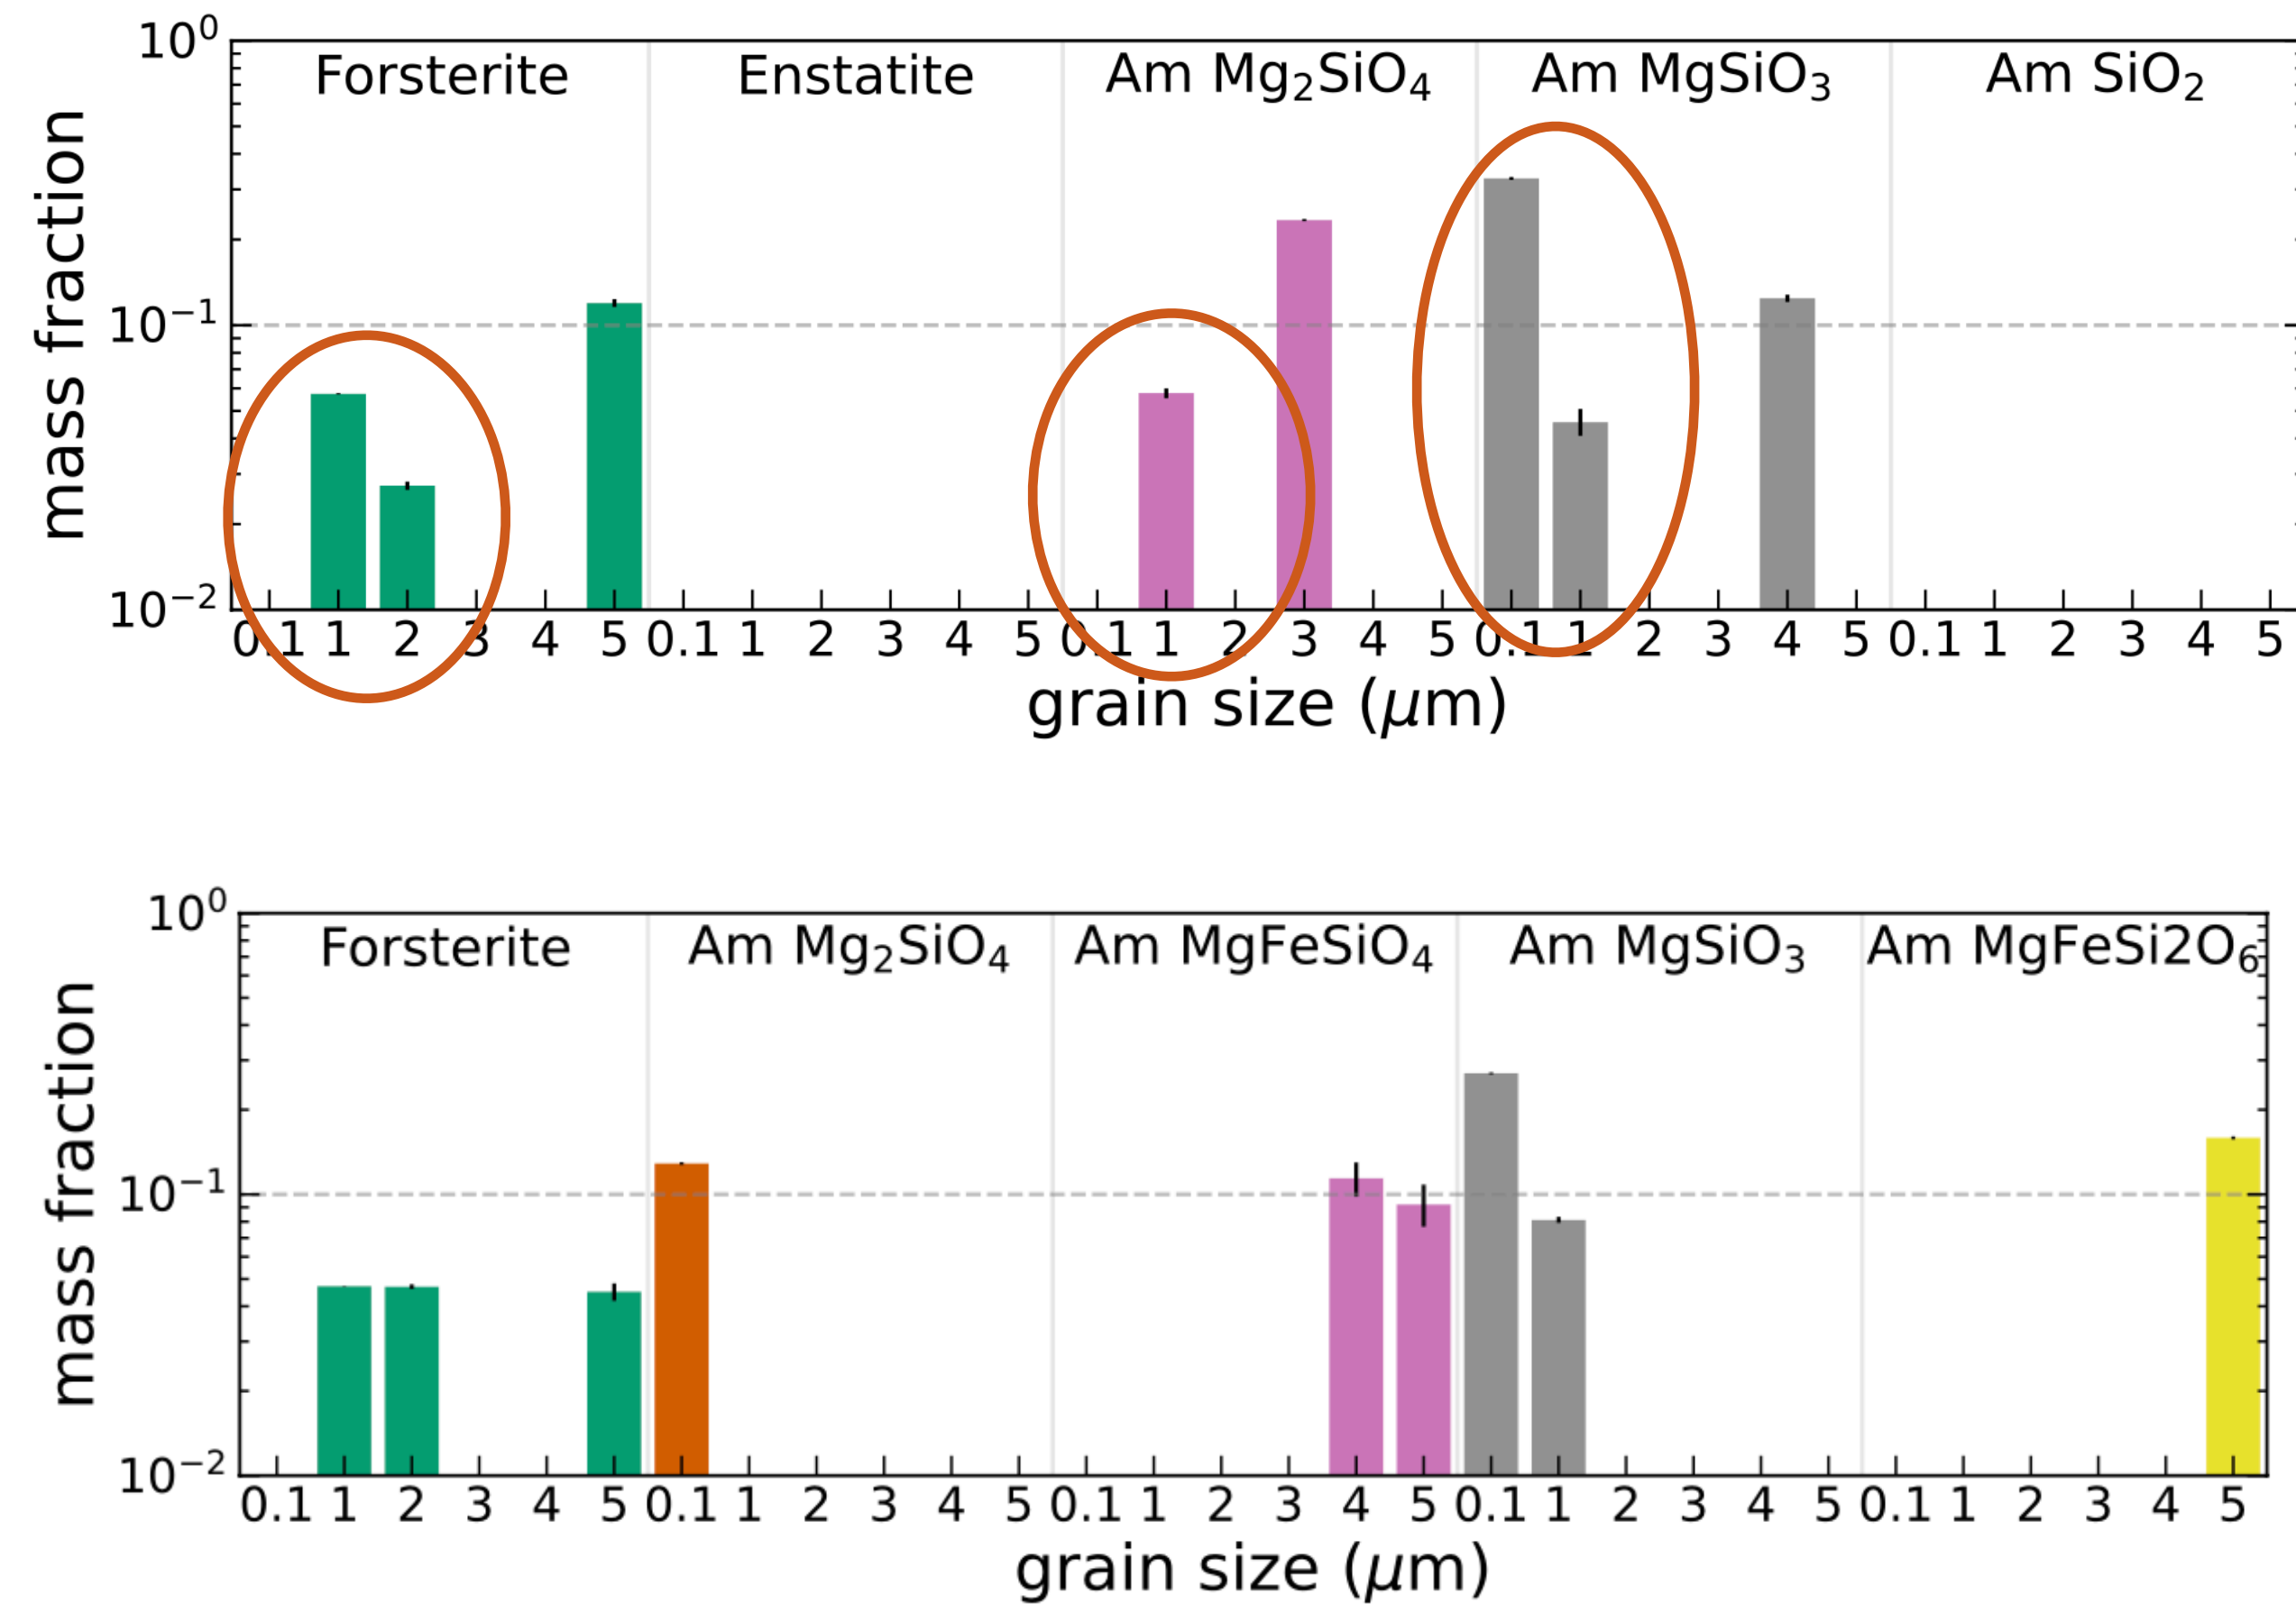 10⁰
Forsterite Enstatite Am Mg₂SiO₄ Am MgSiO₃ Am SiO₂
mass fraction
10⁻¹
10⁻²
0.1 1 2 3 4 5 0.1 1 2 3 4 5 0.1 1 2 3 4 5 0.1 1 2 3 4 5 0.1 1 2 3 4 5
grain size (μm)
10⁰
Forsterite Am Mg₂SiO₄ Am MgFeSiO₄ Am MgSiO₃ Am MgFeSi2O₆
mass fraction
10⁻¹
10⁻²
0.1 1 2 3 4 5 0.1 1 2 3 4 5 0.1 1 2 3 4 5 0.1 1 2 3 4 5 0.1 1 2 3 4 5
grain size (μm)